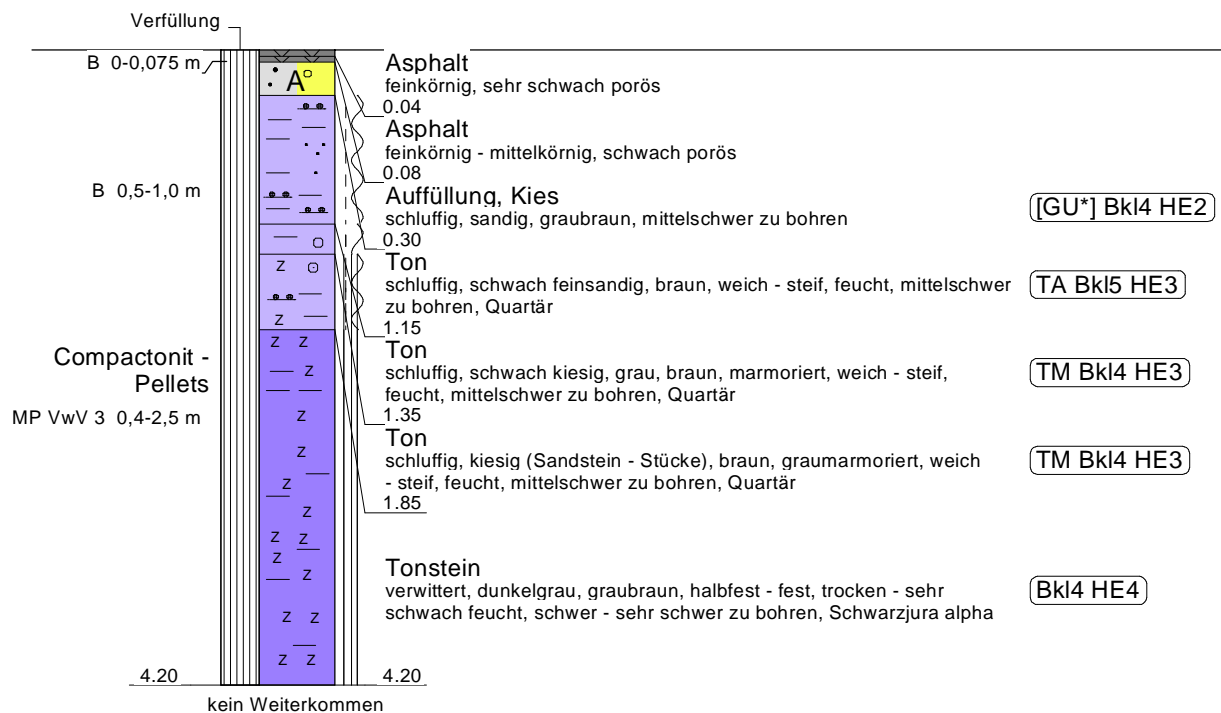 Verfüllung
B 0-0,075 m
A
Asphalt
feinkörnig, sehr schwach porös
0.04
Asphalt
feinkörnig - mittelkörnig, schwach porös
0.08
B 0,5-1,0 m
Auffüllung, Kies
schluffig, sandig, graubraun, mittelschwer zu bohren
0.30
[GU*] Bkl4 HE2
Ton
schluffig, schwach feinsandig, braun, weich - steif, feucht, mittelschwer
zu bohren, Quartär
1.15
TA Bkl5 HE3
Compactonit -
Pellets
Ton
schluffig, schwach kiesig, grau, braun, marmoriert, weich - steif,
feucht, mittelschwer zu bohren, Quartär
1.35
TM Bkl4 HE3
MP VwV 3 0,4-2,5 m
Ton
schluffig, kiesig (Sandstein - Stücke), braun, graumarmoriert, weich
- steif, feucht, mittelschwer zu bohren, Quartär
1.85
TM Bkl4 HE3
Z
Z
Z Z
Z
Z
Z
Z
Z Z
Z
Z
Z Z
Z Z
Tonstein
verwittert, dunkelgrau, graubraun, halbfest - fest, trocken - sehr
schwach feucht, schwer - sehr schwer zu bohren, Schwarzjura alpha
Bkl4 HE4
4.20
4.20
kein Weiterkommen